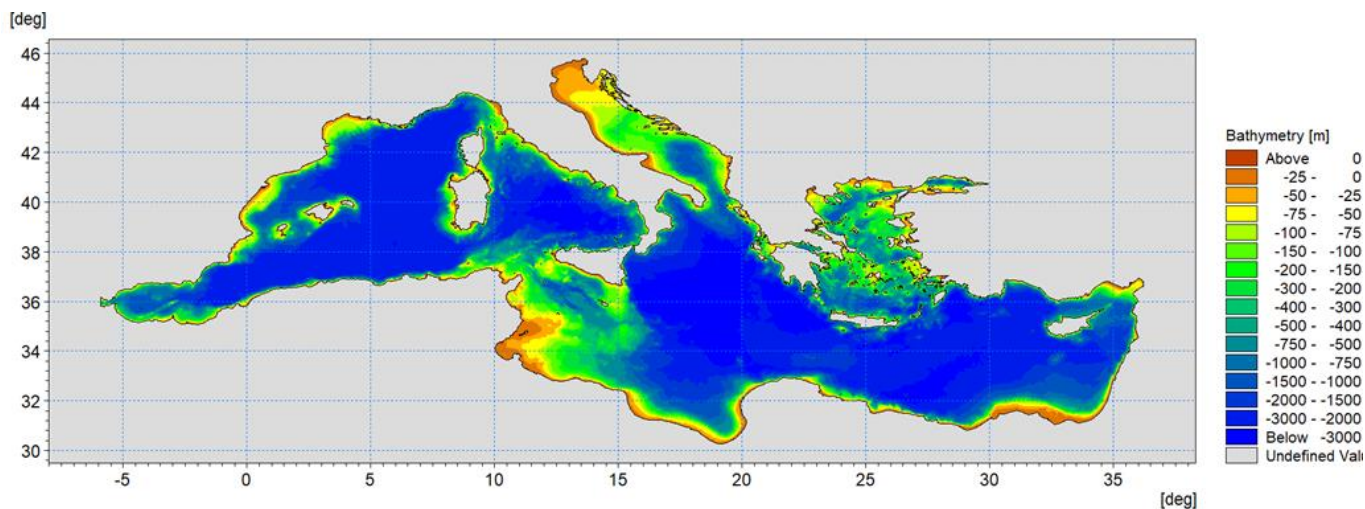 [deg]
46
44
42
40
38
36
34
32
30
-5 0 5 10 15 20 25 30 35
[deg]
Bathymetry [m]
Above 0
-25 - 0
-50 - -25
-75 - -50
-100 - -75
-150 - -100
-200 - -150
-300 - -200
-400 - -300
-500 - -400
-750 - -500
-1000 - -750
-1500 - -1000
-2000 - -1500
-3000 - -2000
Below -3000
Undefined Valu